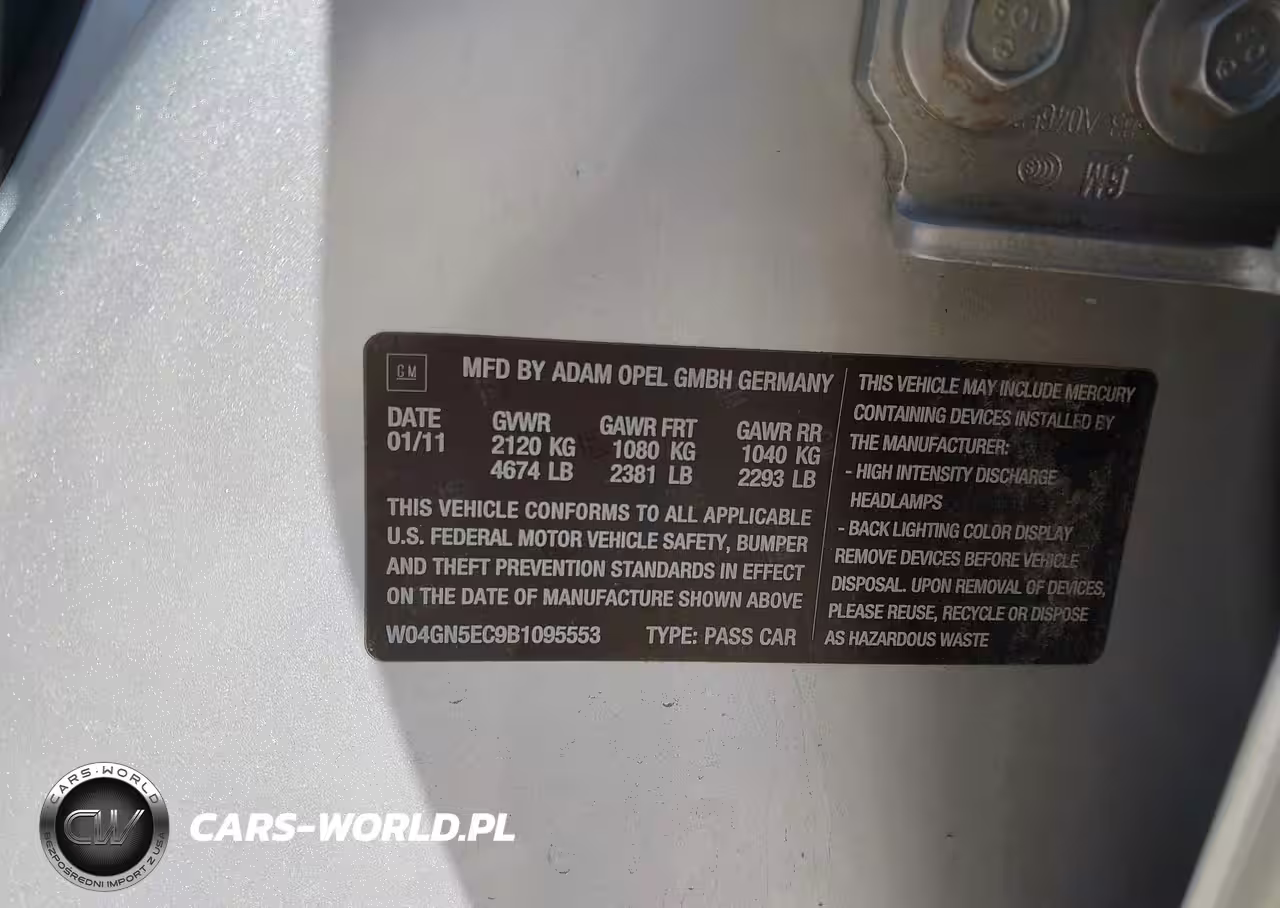 GM
MFD BY ADAM OPEL GMBH GERMANY
DATE GVWR GAWR FRT GAWR RR
01/11 2120 KG 1080 KG 1040 KG
4674 LB 2381 LB 2293 LB
THIS VEHICLE CONFORMS TO ALL APPLICABLE
U.S. FEDERAL MOTOR VEHICLE SAFETY, BUMPER
AND THEFT PREVENTION STANDARDS IN EFFECT
ON THE DATE OF MANUFACTURE SHOWN ABOVE
W04GN5EC9B1095553 TYPE: PASS CAR
THIS VEHICLE MAY INCLUDE MERCURY
CONTAINING DEVICES INSTALLED BY
THE MANUFACTURER:
- HIGH INTENSITY DISCHARGE
HEADLAMPS
- BACK LIGHTING COLOR DISPLAY
REMOVE DEVICES BEFORE VEHICLE
DISPOSAL. UPON REMOVAL OF DEVICES,
PLEASE REUSE, RECYCLE OR DISPOSE
AS HAZARDOUS WASTE
CARS-WORLD
CW
BEZPOŚREDNI IMPORT Z USA
CARS-WORLD.PL